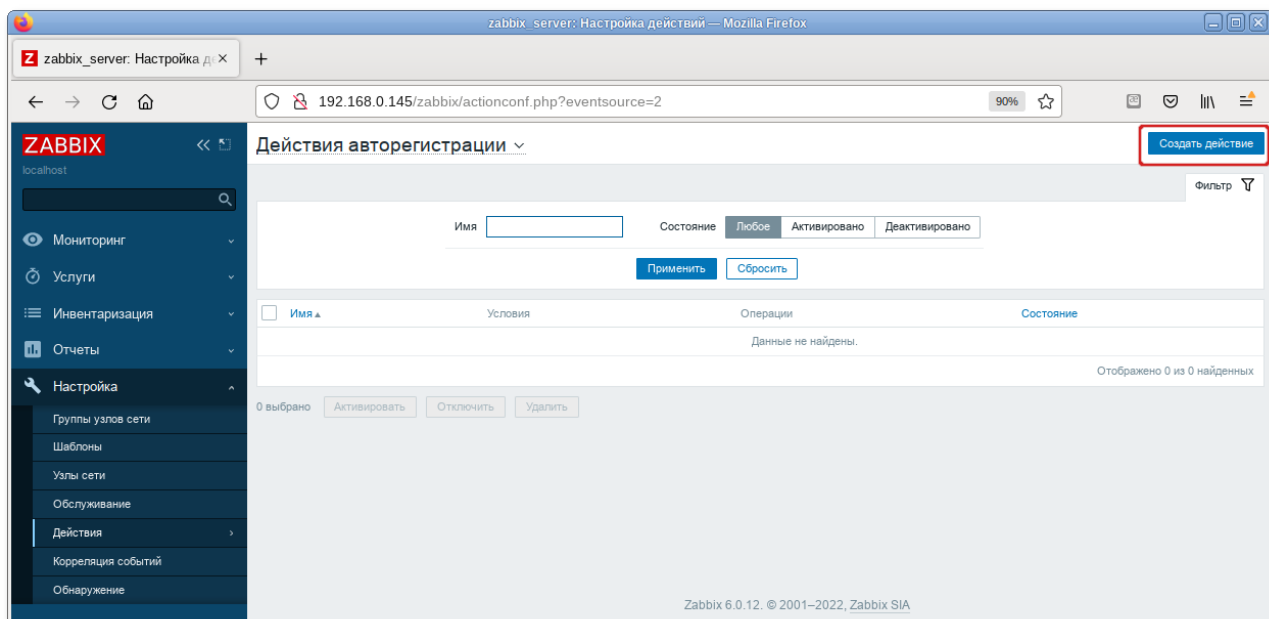 zabbix_server: Настройка действий — Mozilla Firefox
Z zabbix_server: Настройка де
192.168.0.145/zabbix/actionconf.php?eventsource=2 90%
ZABBIX
localhost
Действия авторегистрации
Создать действие
Фильтр
Имя Состояние Любое Активировано Деактивировано
Применить Сбросить
Мониторинг
Услуги
Инвентаризация
Отчеты
Настройка
Группы узлов сети
Шаблоны
Узлы сети
Обслуживание
Действия
Корреляция событий
Обнаружение
Имя Условия Операции Состояние
Данные не найдены.
Отображено 0 из 0 найденных
0 выбрано Активировать Отключить Удалить
Zabbix 6.0.12. © 2001–2022, Zabbix SIA